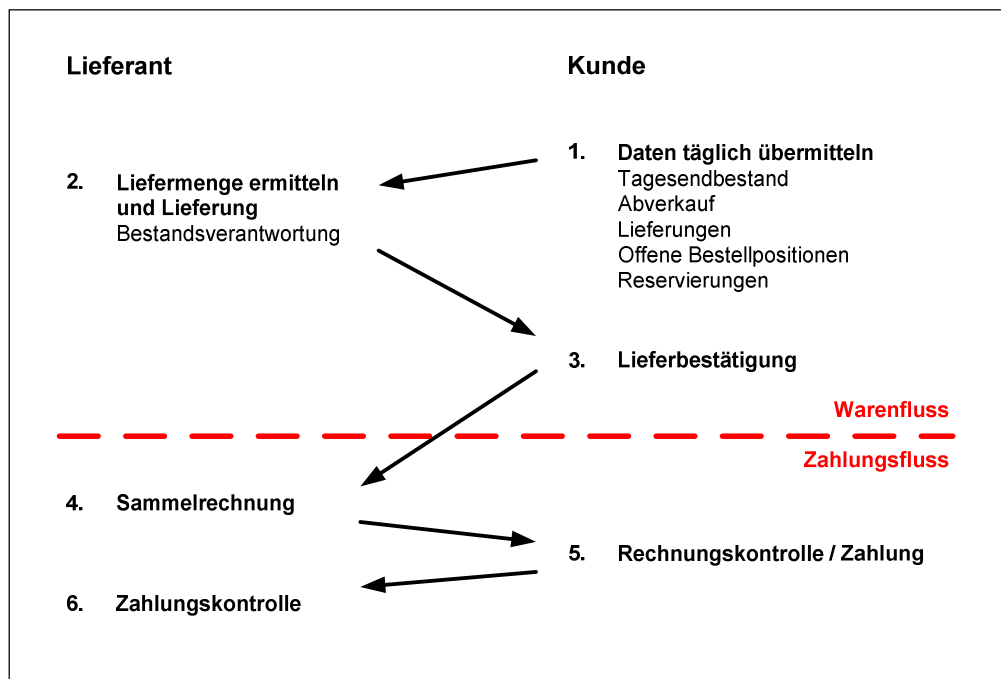 Lieferant
Kunde
1. Daten täglich übermitteln
Tagesendbestand
Abverkauf
Lieferungen
Offene Bestellpositionen
Reservierungen
2. Liefermenge ermitteln
und Lieferung
Bestandsverantwortung
3. Lieferbestätigung
Warenfluss
Zahlungsfluss
4. Sammelrechnung
5. Rechnungskontrolle / Zahlung
6. Zahlungskontrolle